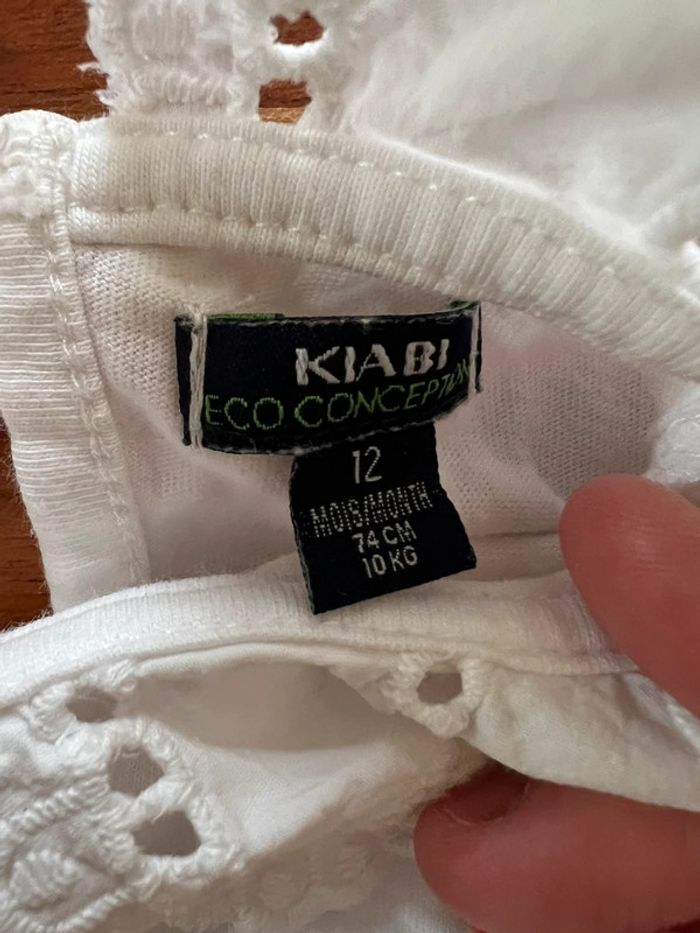 KIABI
ECO CONCEPTION
12
MOIS/MONTH
74 CM
10 KG